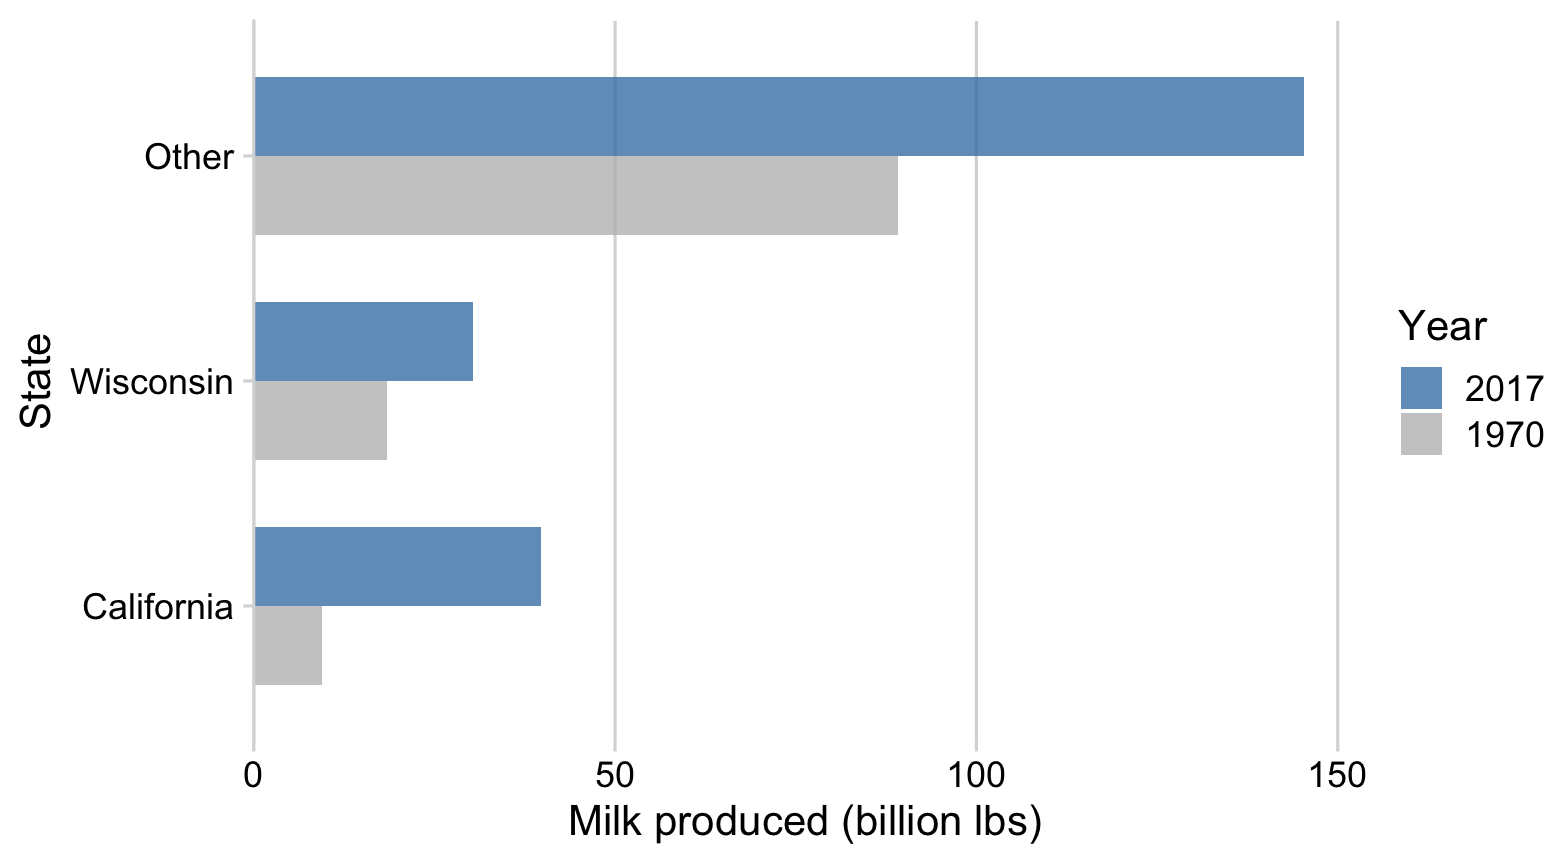 Other
Wisconsin
California
State
0 50 100 150
Milk produced (billion lbs)
Year
2017
1970